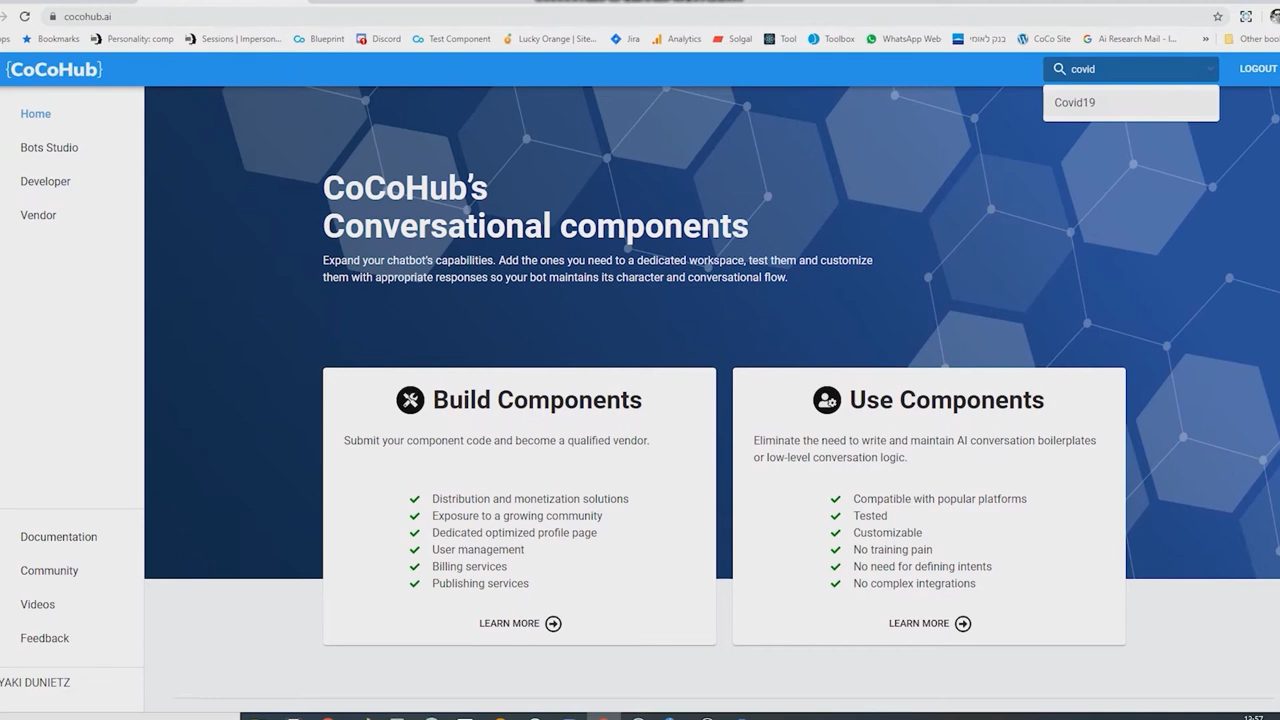 cocohub.ai
ops
Bookmarks
Personality: comp
Sessions | Imperson...
Blueprint
Discord
Test Component
Lucky Orange | Site...
Jira
Analytics
Solgal
Tool
Toolbox
WhatsApp Web
בנק לאומי
CoCo Site
Ai Research Mail - I...
»
Other boo
{CoCoHub}
covid
LOGOUT
Covid19
Home
Bots Studio
Developer
Vendor
CoCoHub’s
Conversational components
Expand your chatbot’s capabilities. Add the ones you need to a dedicated workspace, test them and customize
them with appropriate responses so your bot maintains its character and conversational flow.
Build Components
Submit your component code and become a qualified vendor.
Distribution and monetization solutions
Exposure to a growing community
Dedicated optimized profile page
User management
Billing services
Publishing services
LEARN MORE
Use Components
Eliminate the need to write and maintain AI conversation boilerplates
or low-level conversation logic.
Compatible with popular platforms
Tested
Customizable
No training pain
No need for defining intents
No complex integrations
LEARN MORE
Documentation
Community
Videos
Feedback
YAKI DUNIETZ
13:57